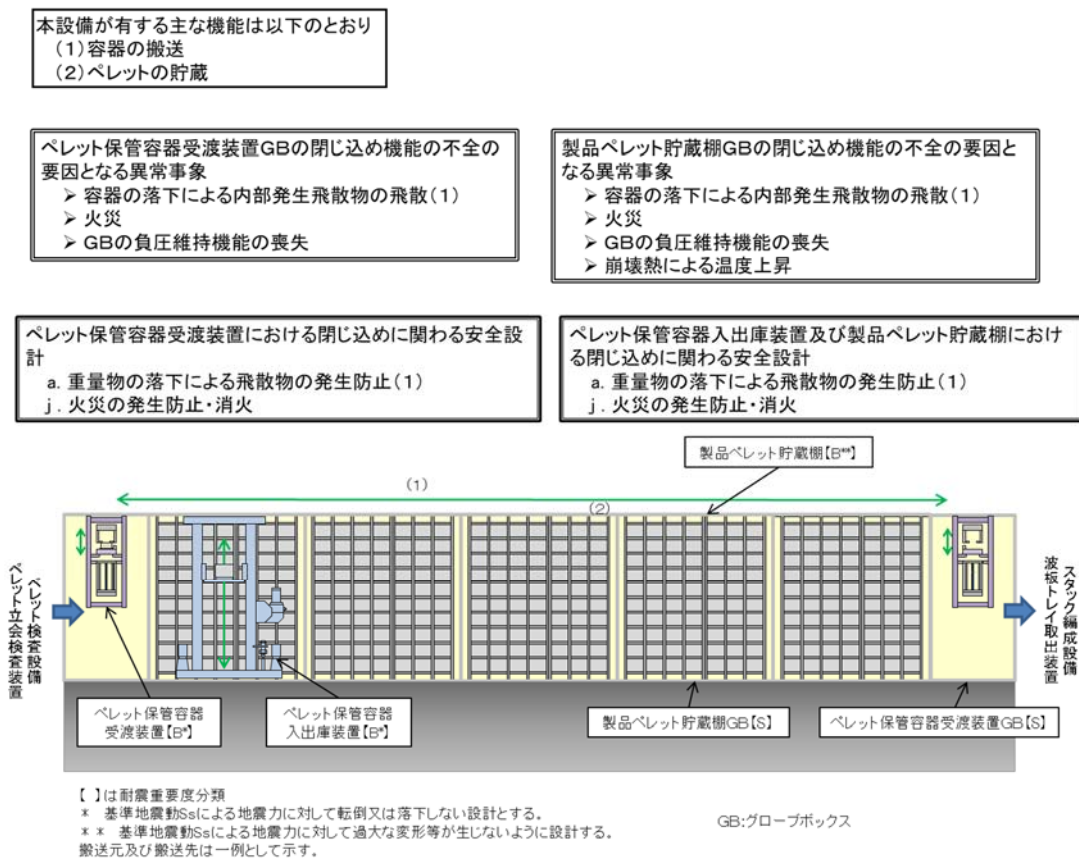 本設備が有する主な機能は以下のとおり
(1)容器の搬送
(2)ペレットの貯蔵
ペレット保管容器受渡装置GBの閉じ込め機能の不全の
要因となる異常事象
➢ 容器の落下による内部発生飛散物の飛散(1)
➢ 火災
➢ GBの負圧維持機能の喪失
製品ペレット貯蔵棚GBの閉じ込め機能の不全の要因と
なる異常事象
➢ 容器の落下による内部発生飛散物の飛散(1)
➢ 火災
➢ GBの負圧維持機能の喪失
➢ 崩壊熱による温度上昇
ペレット保管容器受渡装置における閉じ込めに関わる安全設
計
a. 重量物の落下による飛散物の発生防止(1)
j. 火災の発生防止・消火
ペレット保管容器入出庫装置及び製品ペレット貯蔵棚におけ
る閉じ込めに関わる安全設計
a. 重量物の落下による飛散物の発生防止(1)
j. 火災の発生防止・消火
製品ペレット貯蔵棚【B**】
(1)
(2)
ペレット検査設備
ペレット立会検査装置
スタック編成設備
波板トレイ取出装置
ペレット保管容器
受渡装置【B*】
ペレット保管容器
入出庫装置【B*】
製品ペレット貯蔵棚GB【S】
ペレット保管容器受渡装置GB【S】
【 】は耐震重要度分類
* 基準地震動Ssによる地震力に対して転倒又は落下しない設計とする。
** 基準地震動Ssによる地震力に対して過大な変形等が生じないように設計する。
搬送元及び搬送先は一例として示す。
GB:グローブボックス